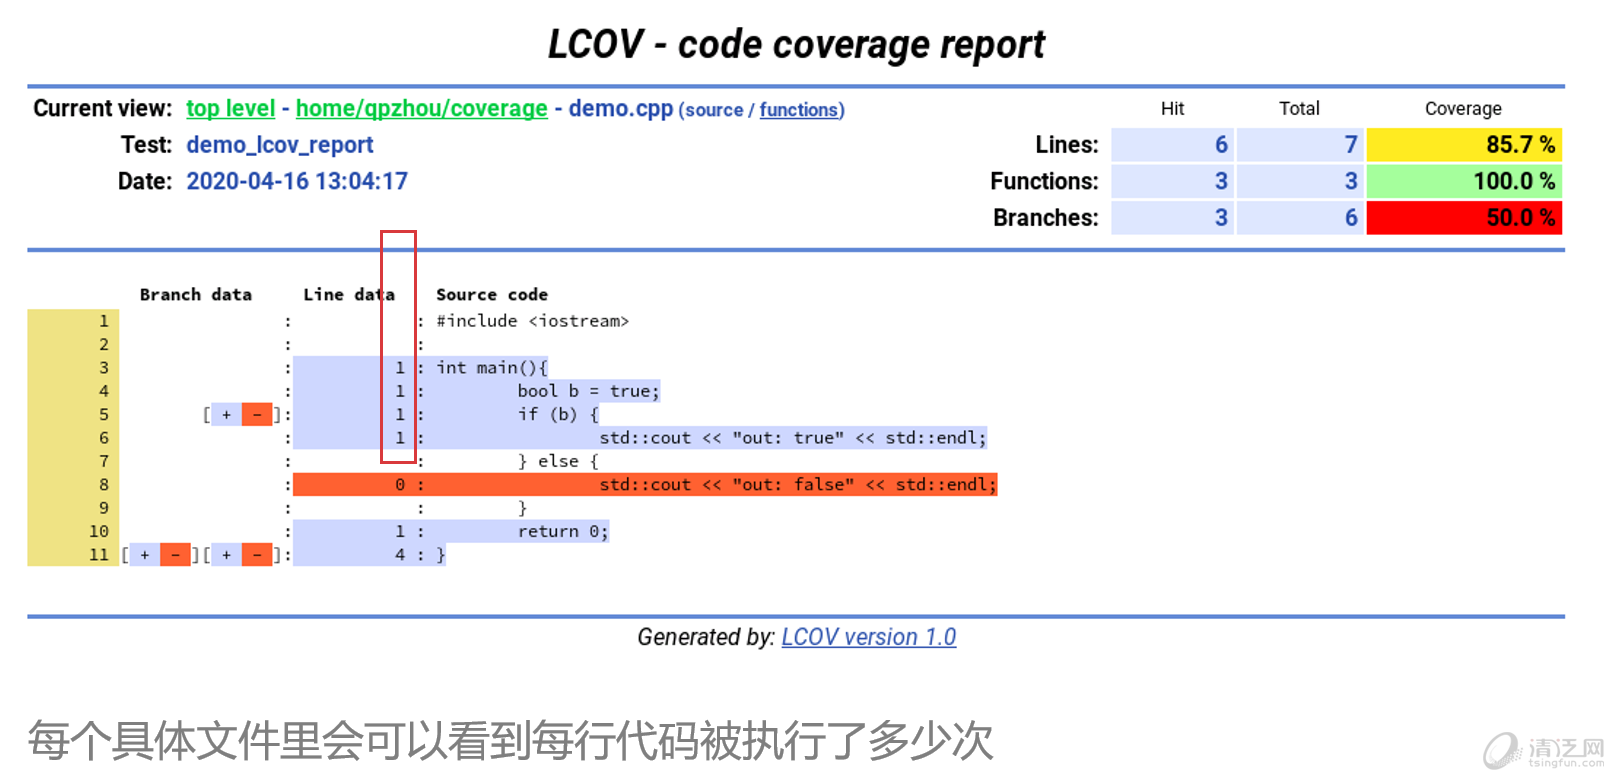 LCOV - code coverage report
Current view: top level - home/qpzhou/coverage - demo.cpp (source / functions)
Hit Total Coverage
Test: demo_lcov_report
Lines: 6 7 85.7 %
Date: 2020-04-16 13:04:17
Functions: 3 3 100.0 %
Branches: 3 6 50.0 %
Branch data Line data Source code
1 : : #include <iostream>
2 : :
3 : 1 : int main(){
4 : 1 : bool b = true;
5 [ + - ]: 1 : if (b) {
6 : 1 : std::cout << "out: true" << std::endl;
7 : : } else {
8 : 0 : std::cout << "out: false" << std::endl;
9 : : }
10 : 1 : return 0;
11 [ + - ][ + - ]: 4 : }
Generated by: LCOV version 1.0
每个具体文件里会可以看到每行代码被执行了多少次
清泛网
tsingfun.com